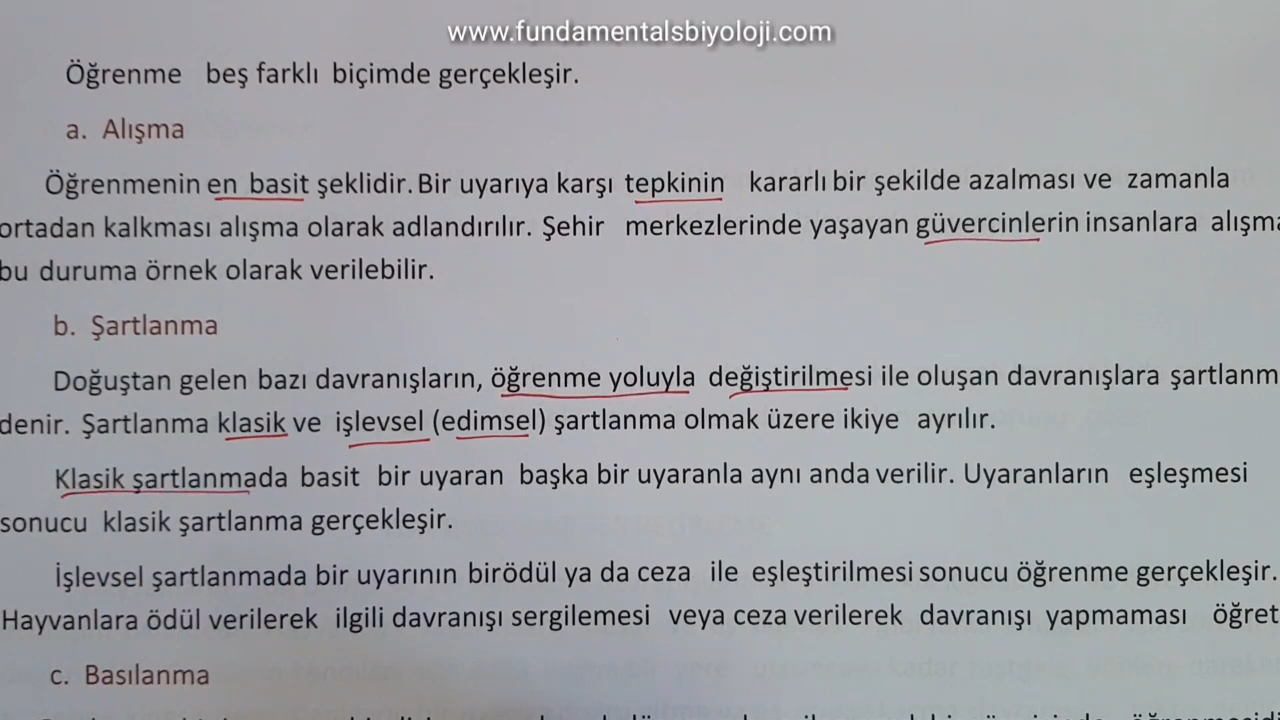 www.fundamentalsbiyoloji.com
Öğrenme beş farklı biçimde gerçekleşir.
a. Alışma
Öğrenmenin en basit şeklidir. Bir uyarıya karşı tepkinin kararlı bir şekilde azalması ve zamanla
ortadan kalkması alışma olarak adlandırılır. Şehir merkezlerinde yaşayan güvercinlerin insanlara alışma
bu duruma örnek olarak verilebilir.
b. Şartlanma
Doğuştan gelen bazı davranışların, öğrenme yoluyla değiştirilmesi ile oluşan davranışlara şartlanm
denir. Şartlanma klasik ve işlevsel (edimsel) şartlanma olmak üzere ikiye ayrılır.
Klasik şartlanmada basit bir uyaran başka bir uyaranla aynı anda verilir. Uyaranların eşleşmesi
sonucu klasik şartlanma gerçekleşir.
İşlevsel şartlanmada bir uyarının birödül ya da ceza ile eşleştirilmesi sonucu öğrenme gerçekleşir.
Hayvanlara ödül verilerek ilgili davranışı sergilemesi veya ceza verilerek davranışı yapmaması öğret
c. Basılanma